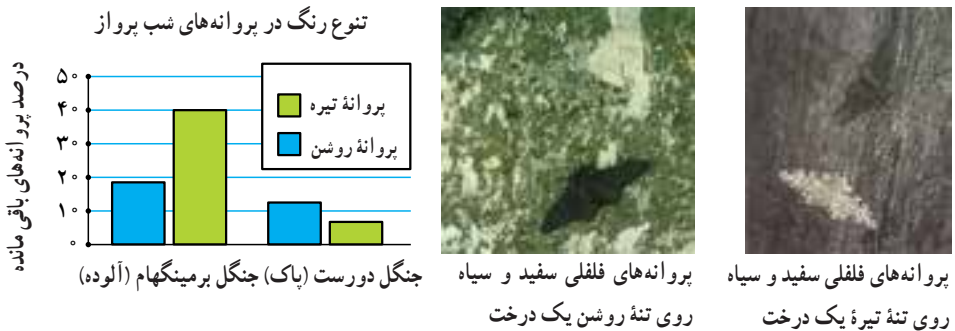 تنوع رنگ در پروانه‌های شب پرواز
درصد پروانه‌های باقی مانده
۵۰
۴۰
۳۰
۲۰
۱۰
۰
پروانهٔ تیره
پروانهٔ روشن
جنگل دورست (پاک) جنگل برمینگهام (آلوده)
پروانه‌های فلفلی سفید و سیاه
روی تنهٔ روشن یک درخت
پروانه‌های فلفلی سفید و سیاه
روی تنهٔ تیرهٔ یک درخت